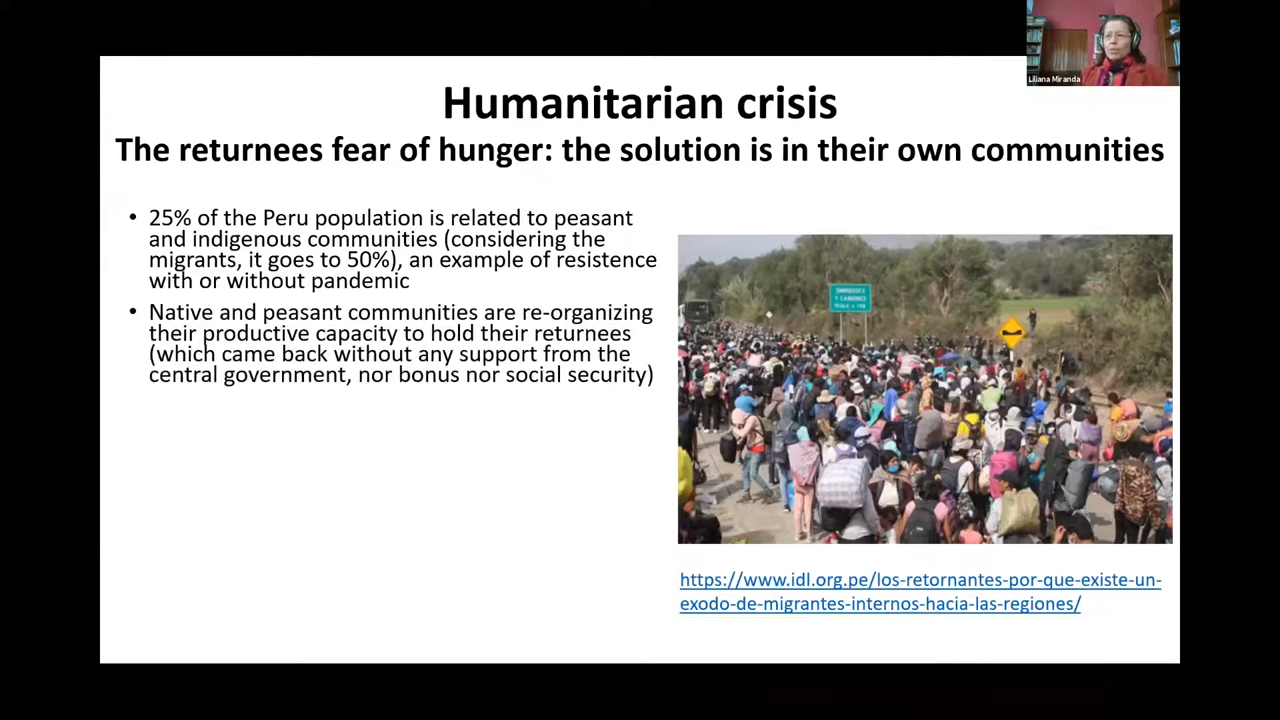 Liliana Miranda
Humanitarian crisis
The returnees fear of hunger: the solution is in their own communities
• 25% of the Peru population is related to peasant
and indigenous communities (considering the
migrants, it goes to 50%), an example of resistence
with or without pandemic
• Native and peasant communities are re-organizing
their productive capacity to hold their returnees
(which came back without any support from the
central government, nor bonus nor social security)
https://www.idl.org.pe/los-retornantes-por-que-existe-un-
exodo-de-migrantes-internos-hacia-las-regiones/